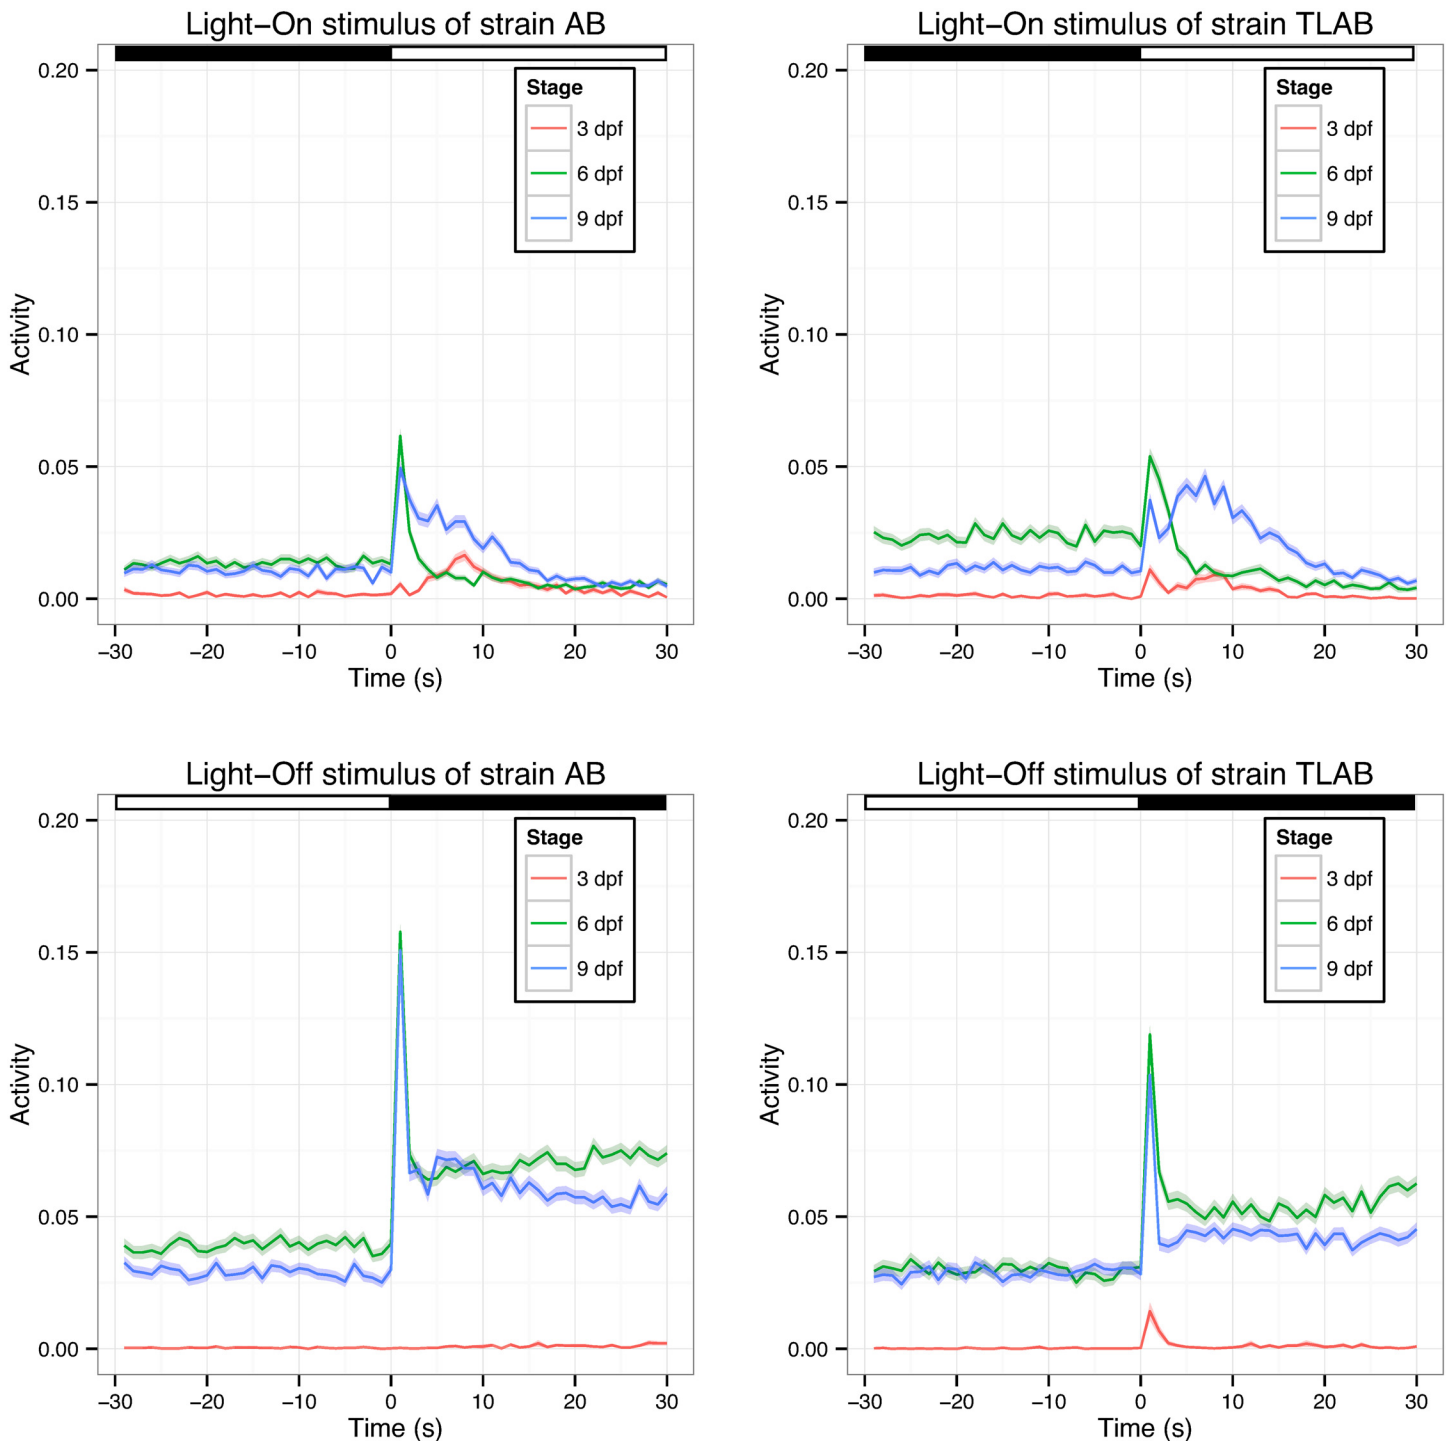 Light−On stimulus of strain AB
0.20
0.15
0.10
0.05
0.00
Activity
Stage
3 dpf
6 dpf
9 dpf
−30 −20 −10 0 10 20 30
Time (s)
Light−On stimulus of strain TLAB
0.20
0.15
0.10
0.05
0.00
Activity
Stage
3 dpf
6 dpf
9 dpf
−30 −20 −10 0 10 20 30
Time (s)
Light−Off stimulus of strain AB
0.20
0.15
0.10
0.05
0.00
Activity
Stage
3 dpf
6 dpf
9 dpf
−30 −20 −10 0 10 20 30
Time (s)
Light−Off stimulus of strain TLAB
0.20
0.15
0.10
0.05
0.00
Activity
Stage
3 dpf
6 dpf
9 dpf
−30 −20 −10 0 10 20 30
Time (s)